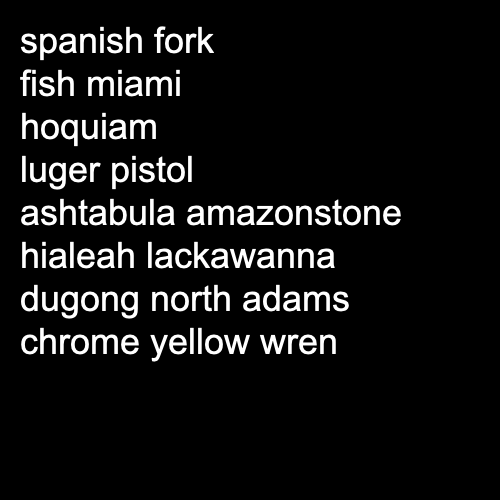 spanish fork
fish miami
hoquiam
luger pistol
ashtabula amazonstone
hialeah lackawanna
dugong north adams
chrome yellow wren